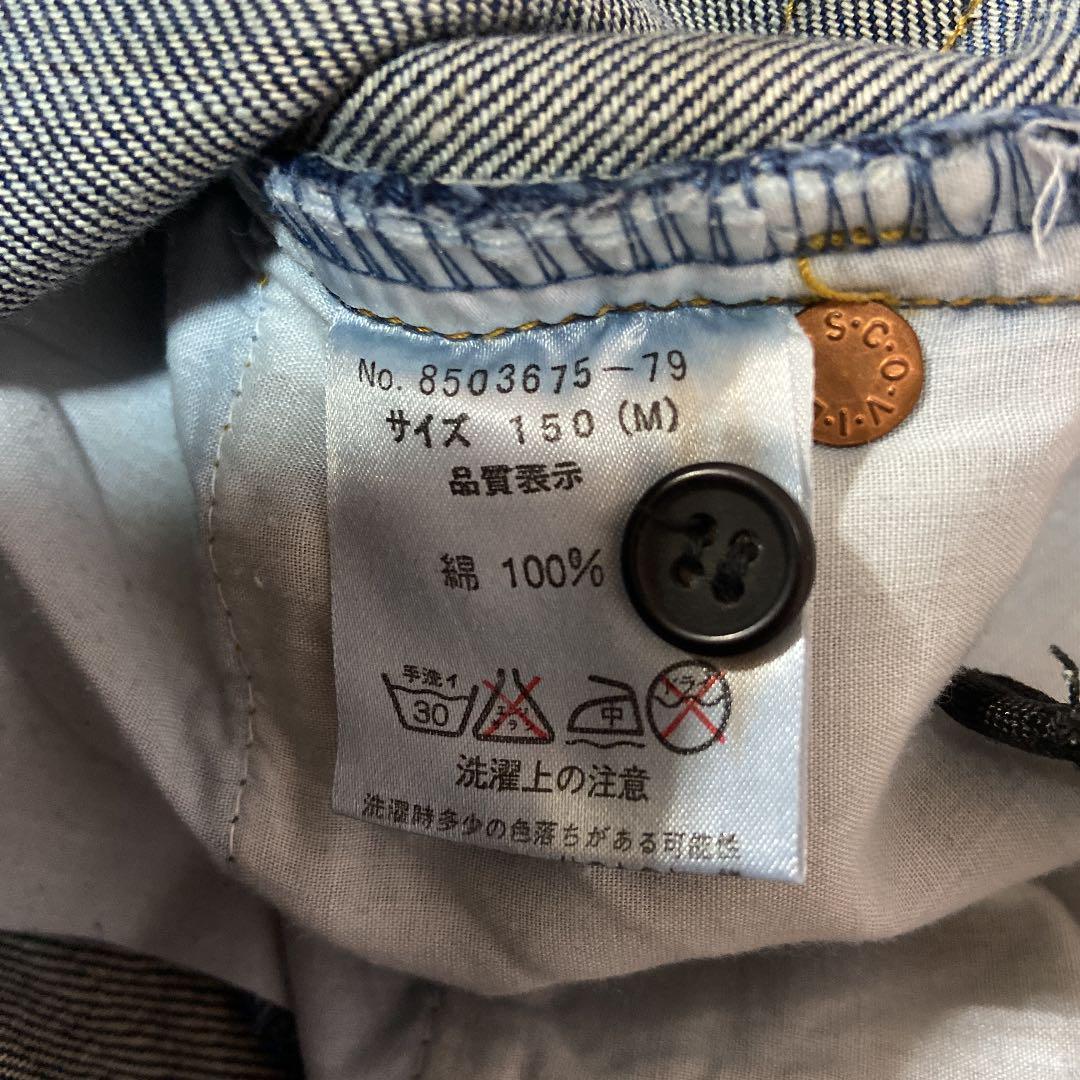 No. 8503675-79
サイズ 150 (M)
品質表示
綿 100%
手洗イ
30
中
洗濯上の注意
洗濯時多少の色落ちがある可能性
S.C.O.V.I.